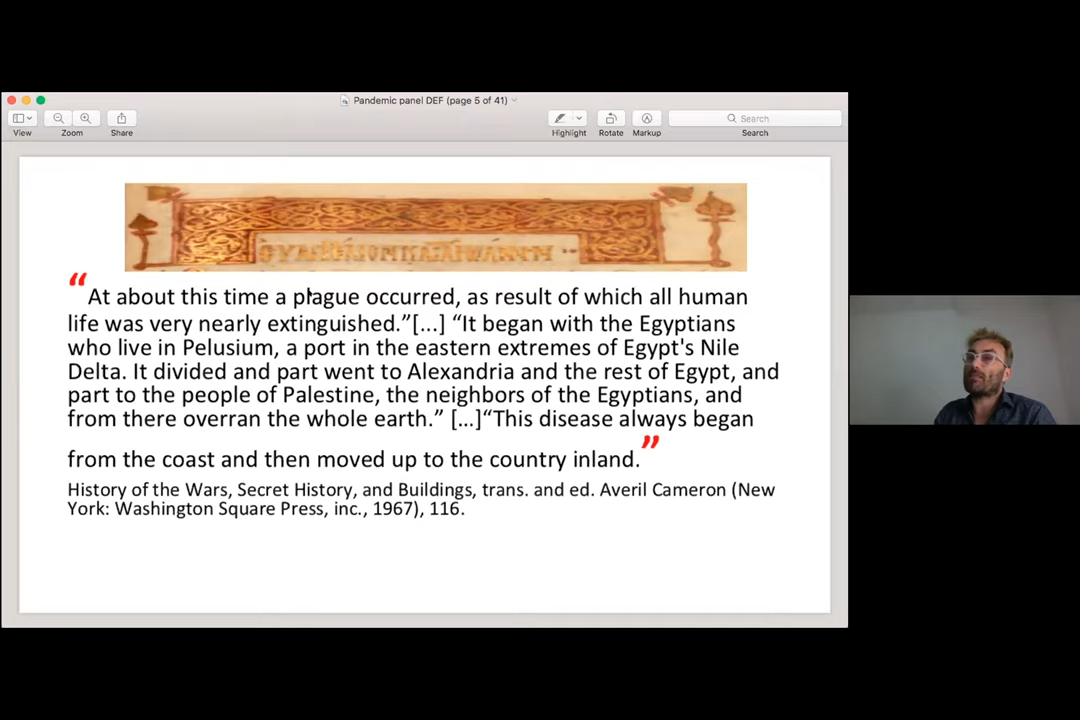 Pandemic panel DEF (page 5 of 41)
View
Zoom
Share
Highlight
Rotate
Markup
Search
Search
“At about this time a plague occurred, as result of which all human
life was very nearly extinguished.”[...] “It began with the Egyptians
who live in Pelusium, a port in the eastern extremes of Egypt's Nile
Delta. It divided and part went to Alexandria and the rest of Egypt, and
part to the people of Palestine, the neighbors of the Egyptians, and
from there overran the whole earth.” [...]“This disease always began
from the coast and then moved up to the country inland.”
History of the Wars, Secret History, and Buildings, trans. and ed. Averil Cameron (New
York: Washington Square Press, inc., 1967), 116.